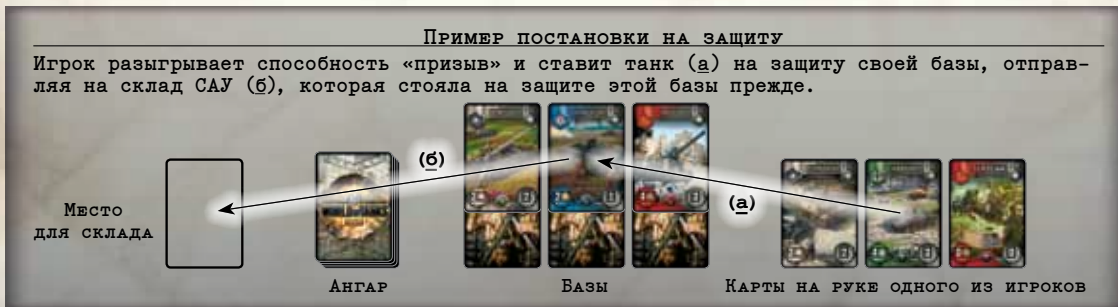 Пример постановки на защиту
Игрок разыгрывает способность «призыв» и ставит танк (а) на защиту своей базы, отправ-
ляя на склад САУ (б), которая стояла на защите этой базы прежде.
(б)
(а)
Место
для склада
Ангар
Базы
Карты на руке одного из игроков